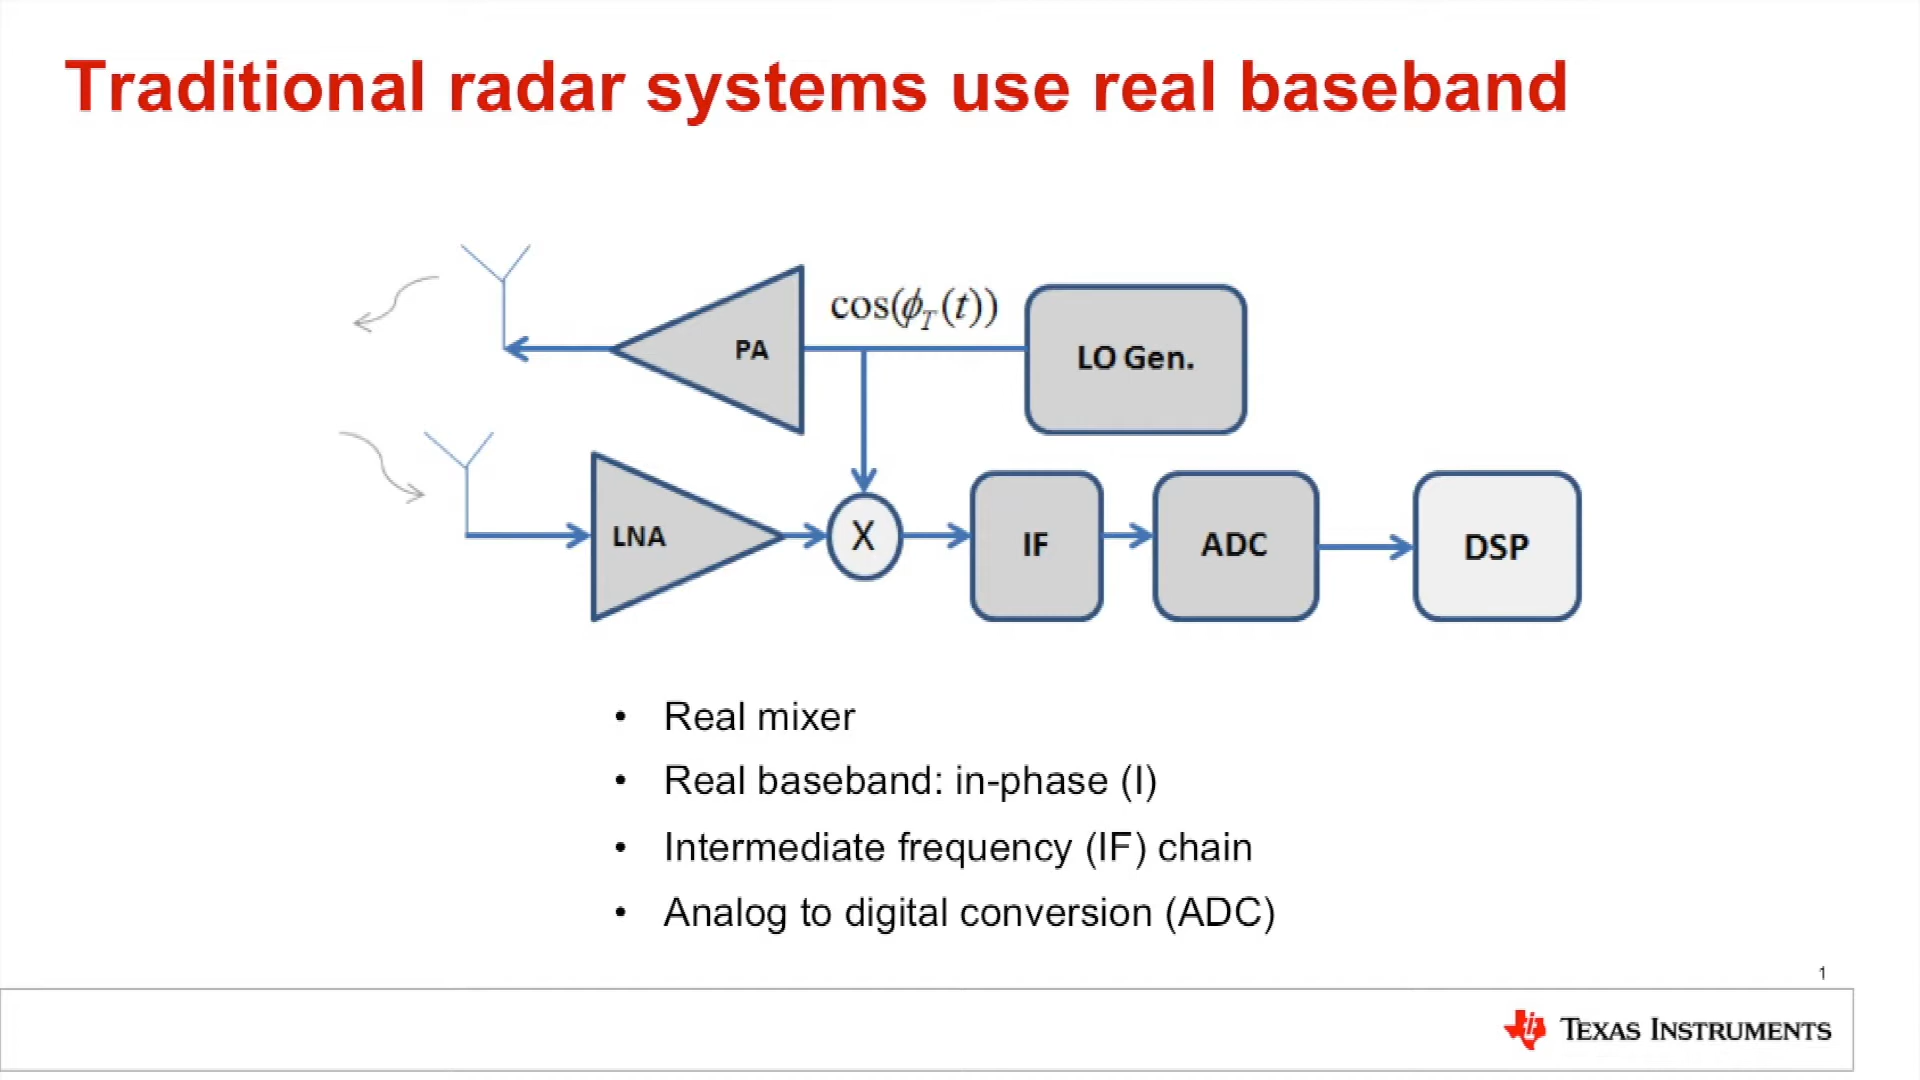 Traditional radar systems use real baseband
cos(ϕT(t))
PA
LO Gen.
LNA
X
IF
ADC
DSP
• Real mixer
• Real baseband: in-phase (I)
• Intermediate frequency (IF) chain
• Analog to digital conversion (ADC)
1
TEXAS INSTRUMENTS